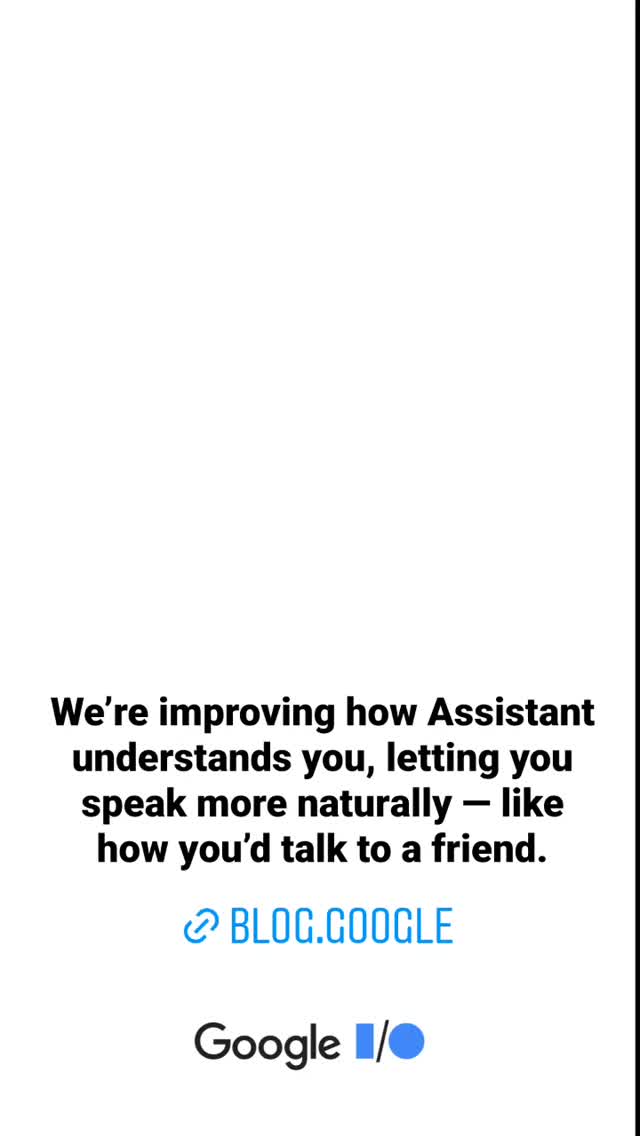 We’re improving how Assistant
understands you, letting you
speak more naturally — like
how you’d talk to a friend.
BLOG.GOOGLE
Google I/O